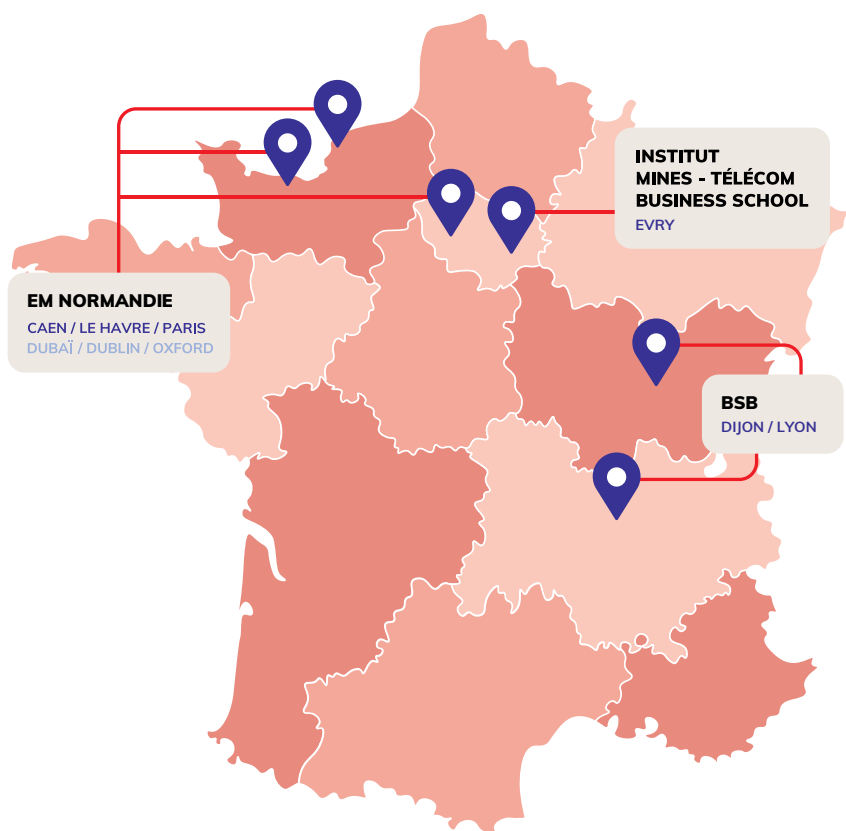 INSTITUT
MINES - TÉLÉCOM
BUSINESS SCHOOL
EVRY
EM NORMANDIE
CAEN / LE HAVRE / PARIS
DUBAÏ / DUBLIN / OXFORD
BSB
DIJON / LYON